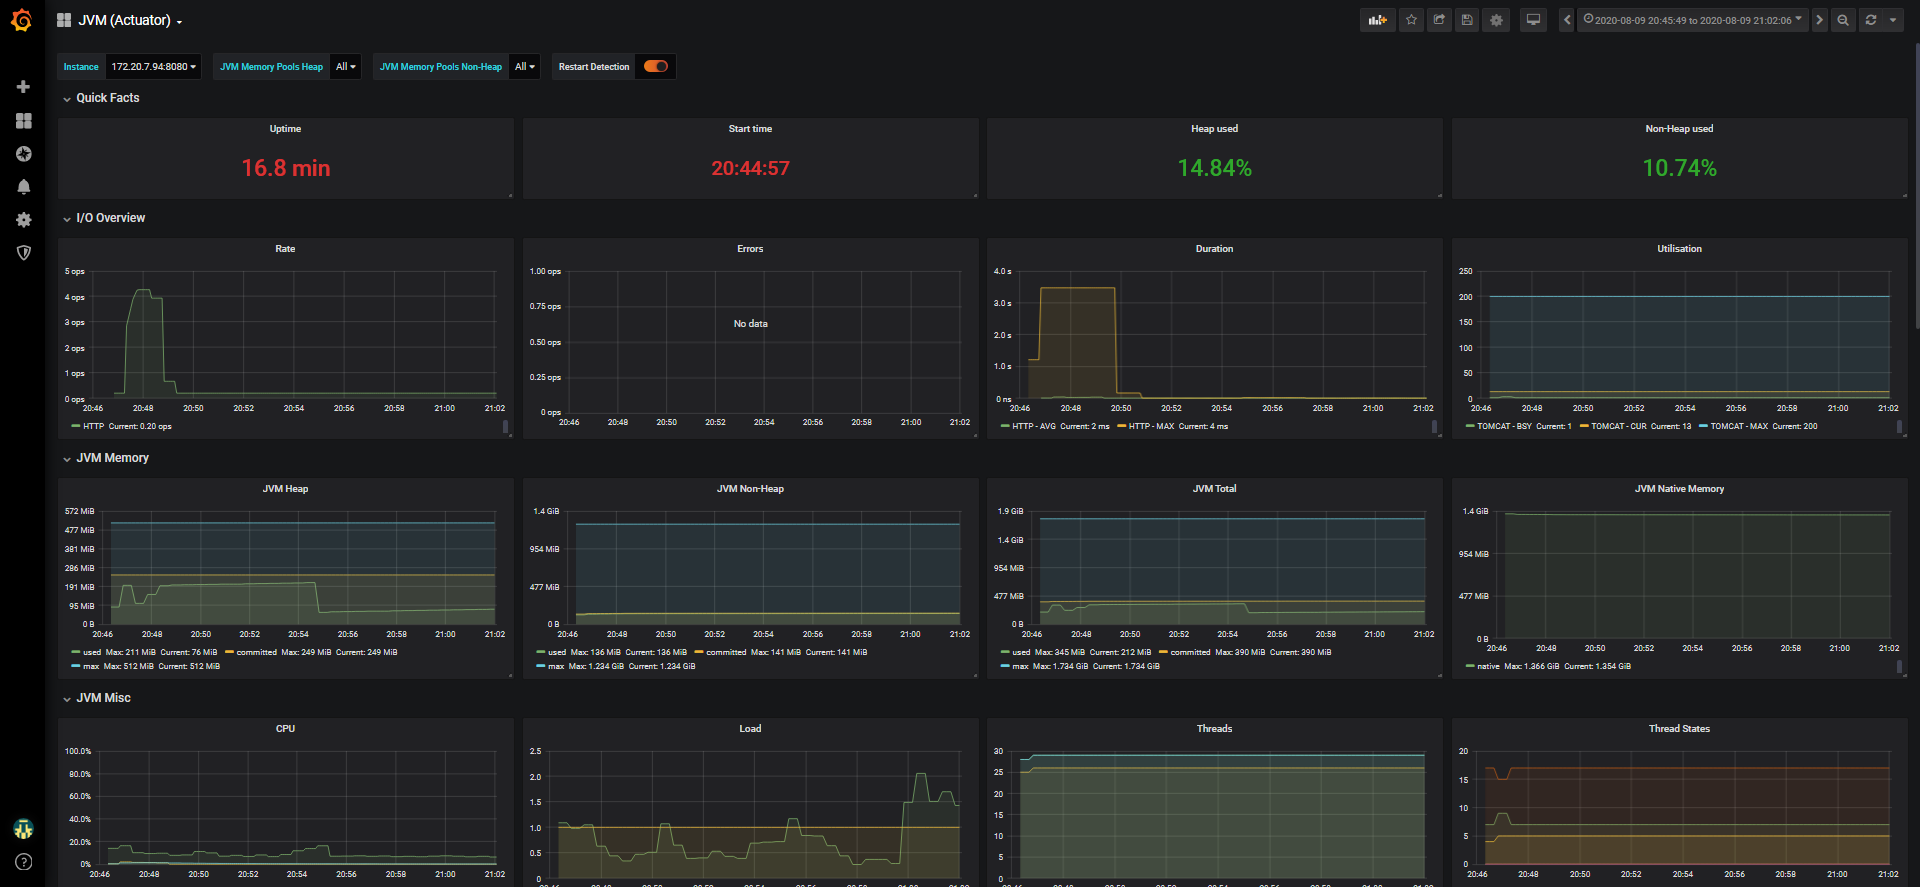 JVM (Actuator)
2020-08-09 20:45:49 to 2020-08-09 21:02:06
Instance 172.20.7.94:8080 JVM Memory Pools Heap All JVM Memory Pools Non-Heap All Restart Detection
Quick Facts
Uptime
16.8 min
Start time
20:44:57
Heap used
14.84%
Non-Heap used
10.74%
I/O Overview
Rate
5 ops
4 ops
3 ops
2 ops
1 ops
0 ops
20:46 20:48 20:50 20:52 20:54 20:56 20:58 21:00 21:02
HTTP Current: 0.20 ops
Errors
1.00 ops
0.75 ops
No data
0.50 ops
0.25 ops
0 ops
20:46 20:48 20:50 20:52 20:54 20:56 20:58 21:00 21:02
Duration
4.0 s
3.0 s
2.0 s
1.0 s
0 ns
20:46 20:48 20:50 20:52 20:54 20:56 20:58 21:00 21:02
HTTP - AVG Current: 2 ms HTTP - MAX Current: 4 ms
Utilisation
250
200
150
100
50
0
20:46 20:48 20:50 20:52 20:54 20:56 20:58 21:00 21:02
TOMCAT - BSY Current: 1 TOMCAT - CUR Current: 13 TOMCAT - MAX Current: 200
JVM Memory
JVM Heap
572 MiB
477 MiB
381 MiB
286 MiB
191 MiB
95 MiB
0 B
20:46 20:48 20:50 20:52 20:54 20:56 20:58 21:00 21:02
used Max: 211 MiB Current: 76 MiB committed Max: 249 MiB Current: 249 MiB
max Max: 512 MiB Current: 512 MiB
JVM Non-Heap
1.4 GiB
954 MiB
477 MiB
0 B
20:46 20:48 20:50 20:52 20:54 20:56 20:58 21:00 21:02
used Max: 136 MiB Current: 136 MiB committed Max: 141 MiB Current: 141 MiB
max Max: 1.234 GiB Current: 1.234 GiB
JVM Total
1.9 GiB
1.4 GiB
954 MiB
477 MiB
0 B
20:46 20:48 20:50 20:52 20:54 20:56 20:58 21:00 21:02
used Max: 345 MiB Current: 212 MiB committed Max: 390 MiB Current: 390 MiB
max Max: 1.734 GiB Current: 1.734 GiB
JVM Native Memory
1.4 GiB
954 MiB
477 MiB
0 B
20:46 20:48 20:50 20:52 20:54 20:56 20:58 21:00 21:02
native Max: 1.366 GiB Current: 1.354 GiB
JVM Misc
CPU
100.0%
80.0%
60.0%
40.0%
20.0%
0%
20:46 20:48 20:50 20:52 20:54 20:56 20:58 21:00 21:02
Load
2.5
2.0
1.5
1.0
0.5
0
Threads
30
25
20
15
10
5
0
Thread States
20
15
10
5
0
20:46 20:48 20:50 20:52 20:54 20:56 20:58 21:00 21:02